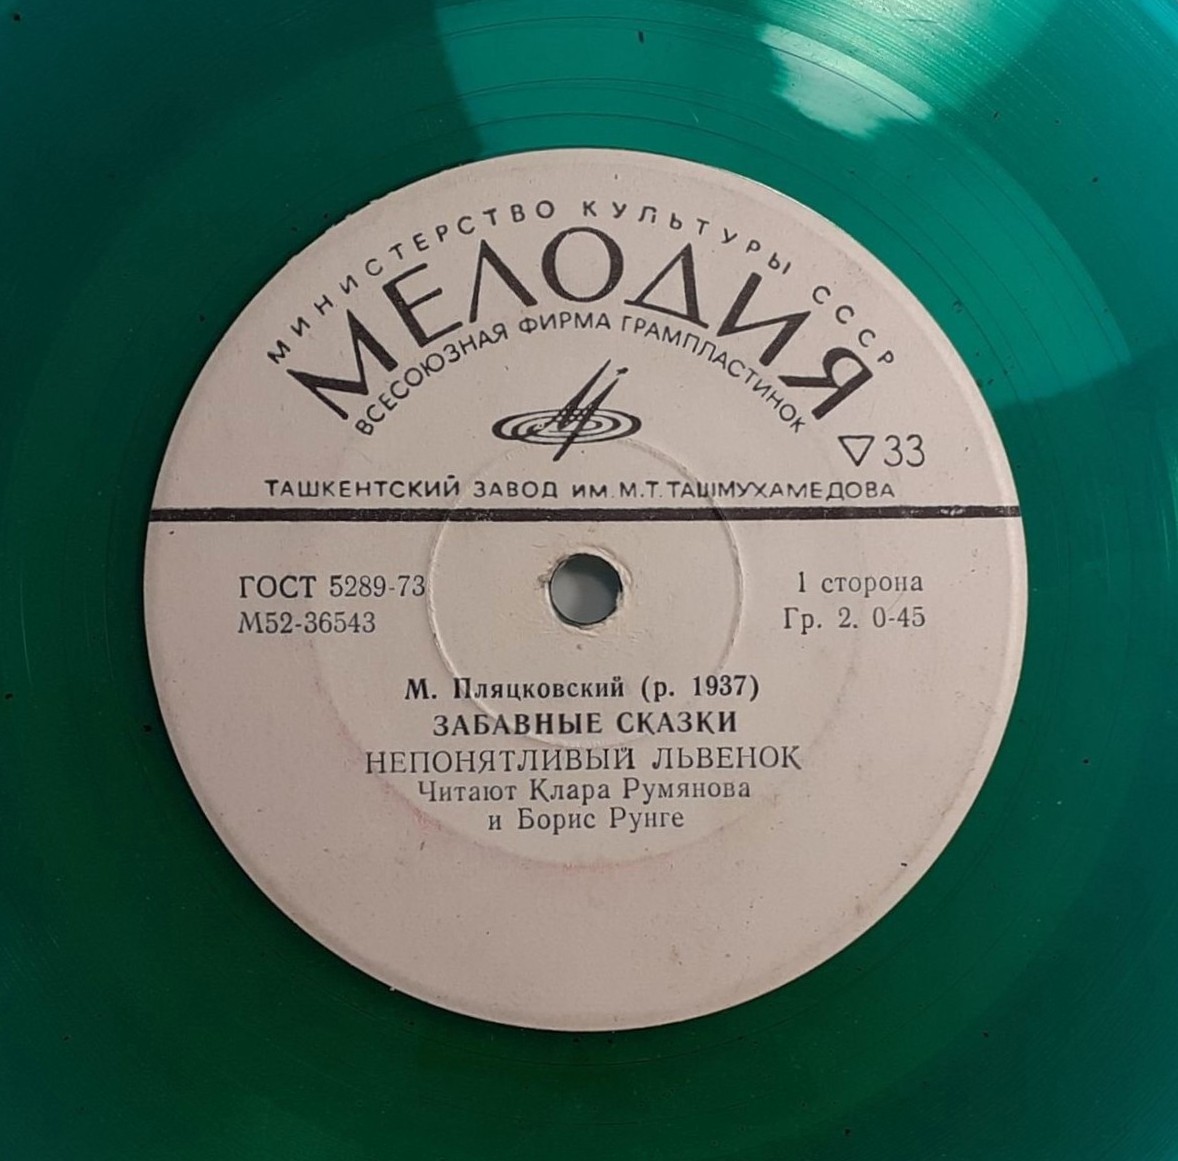 МИНИСТЕРСТВО КУЛЬТУРЫ СССР
МЕЛОДИЯ
ВСЕСОЮЗНАЯ ФИРМА ГРАМПЛАСТИНОК
▽33
ТАШКЕНТСКИЙ ЗАВОД ИМ. М.Т. ТАШМУХАМЕДОВА
ГОСТ 5289-73
М52-36543
1 сторона
Гр. 2. 0-45
М. Пляцковский (р. 1937)
ЗАБАВНЫЕ СКАЗКИ
НЕПОНЯТЛИВЫЙ ЛЬВЕНОК
Читают Клара Румянова
и Борис Рунге